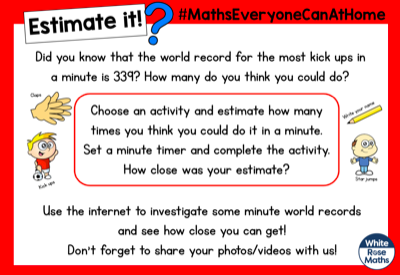 Estimate it!
#MathsEveryoneCanAtHome
Did you know that the world record for the most kick ups in
a minute is 339? How many do you think you could do?
Claps
Choose an activity and estimate how many
times you think you could do it in a minute.
Set a minute timer and complete the activity.
How close was your estimate?
Write your name
Kick ups
Star jumps
Use the internet to investigate some minute world records
and see how close you can get!
Don't forget to share your photos/videos with us!
White
Rose
Maths